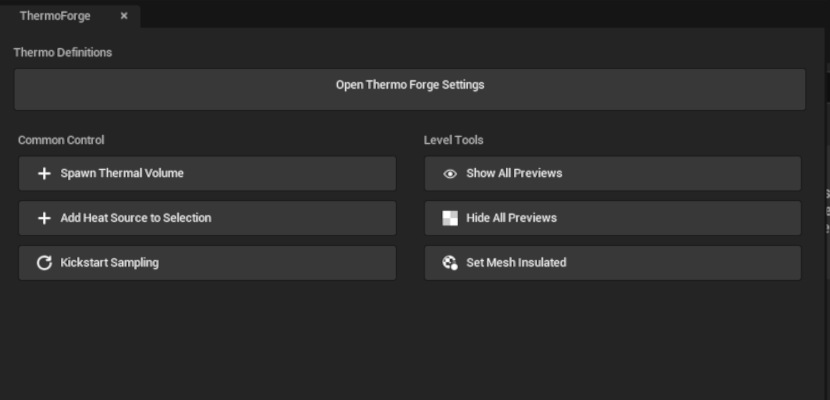 ThermoForge
Thermo Definitions
Open Thermo Forge Settings
Common Control
Level Tools
Spawn Thermal Volume
Show All Previews
Add Heat Source to Selection
Hide All Previews
Kickstart Sampling
Set Mesh Insulated